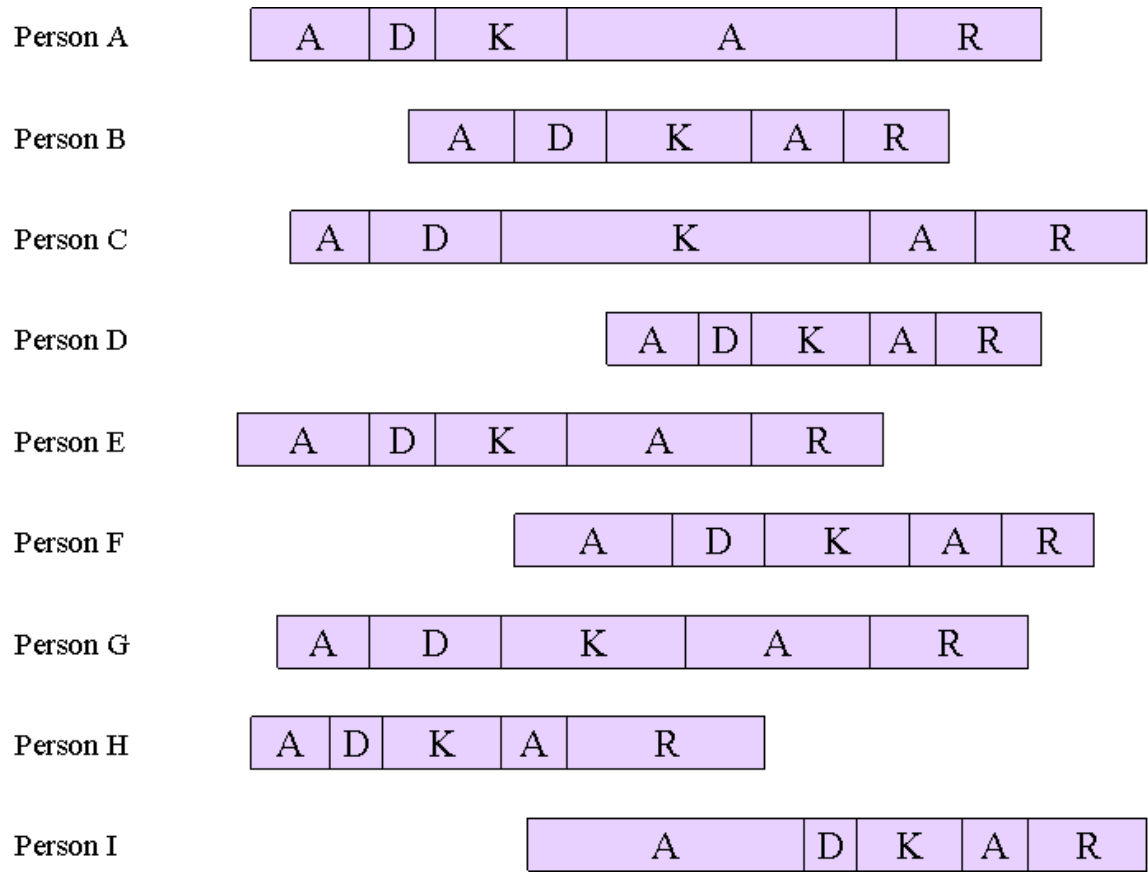 Person A A D K A R
Person B A D K A R
Person C A D K A R
Person D A D K A R
Person E A D K A R
Person F A D K A R
Person G A D K A R
Person H A D K A R
Person I A D K A R